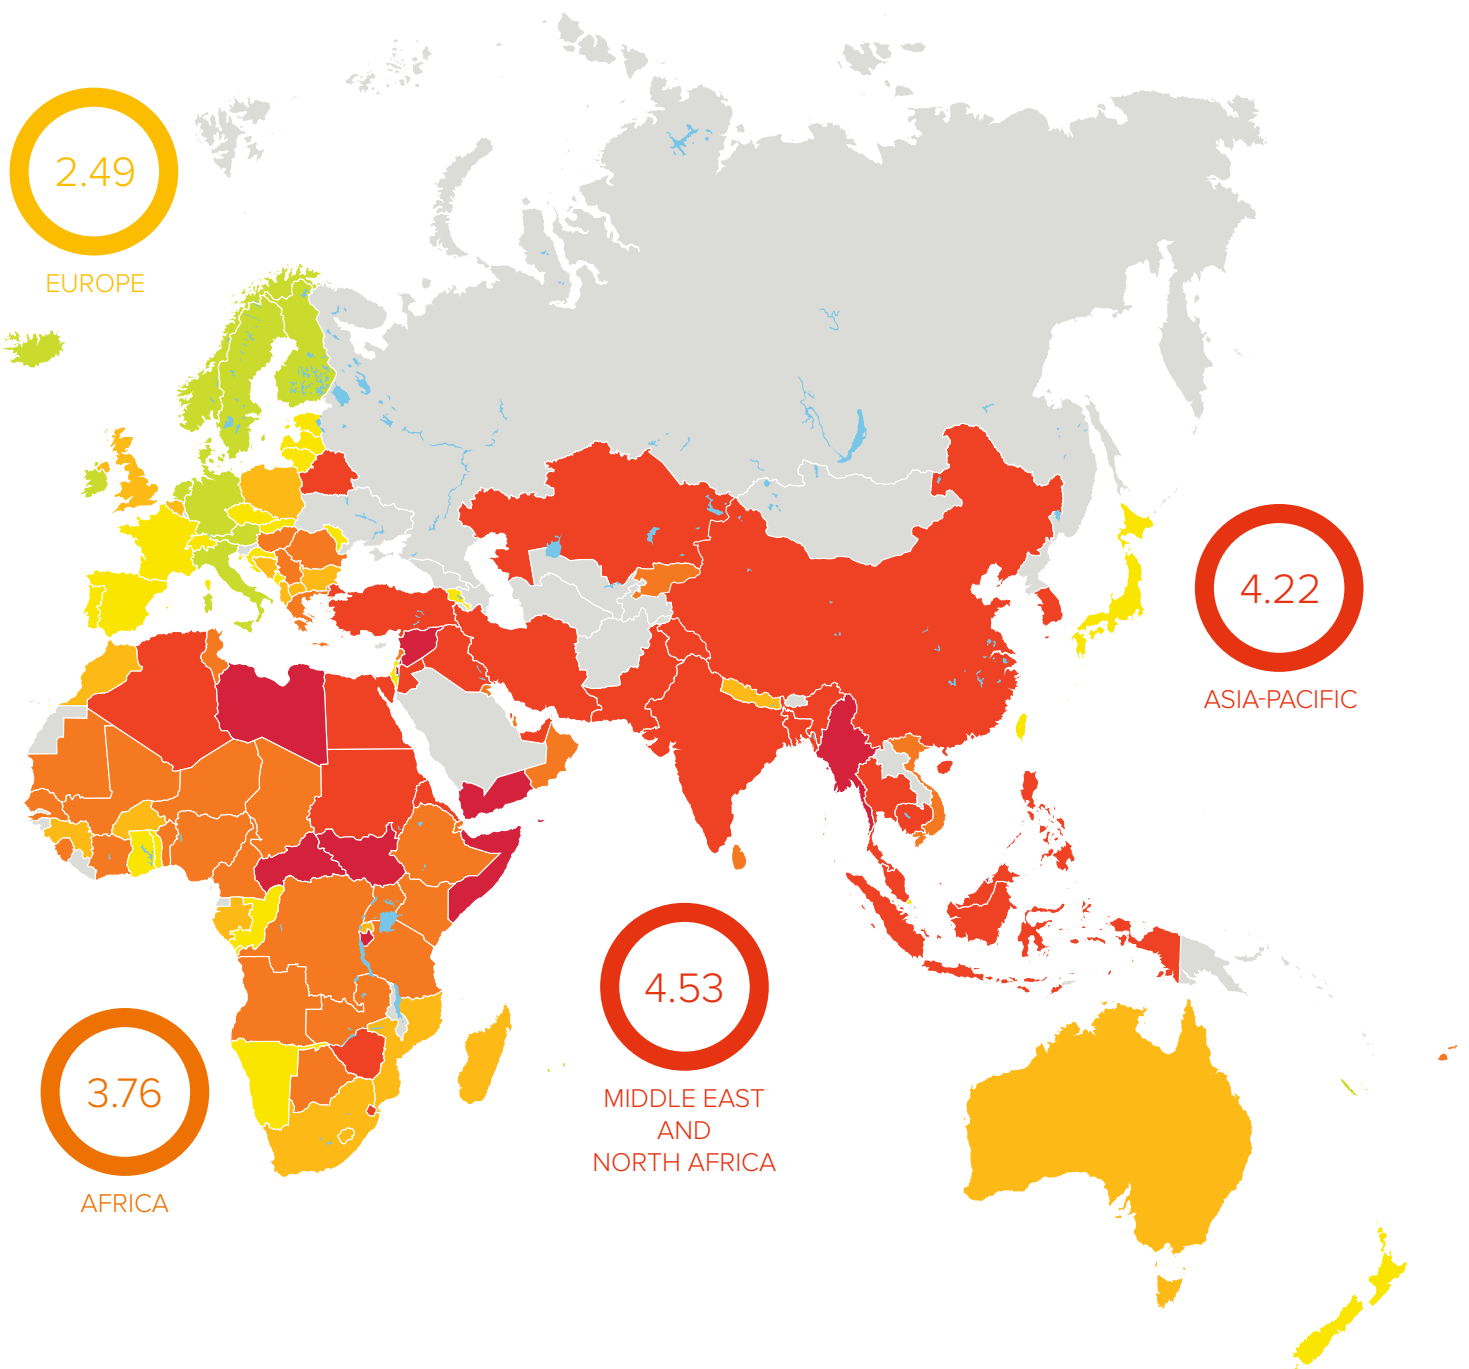 2.49
EUROPE
4.22
ASIA-PACIFIC
4.53
MIDDLE EAST
AND
NORTH AFRICA
3.76
AFRICA